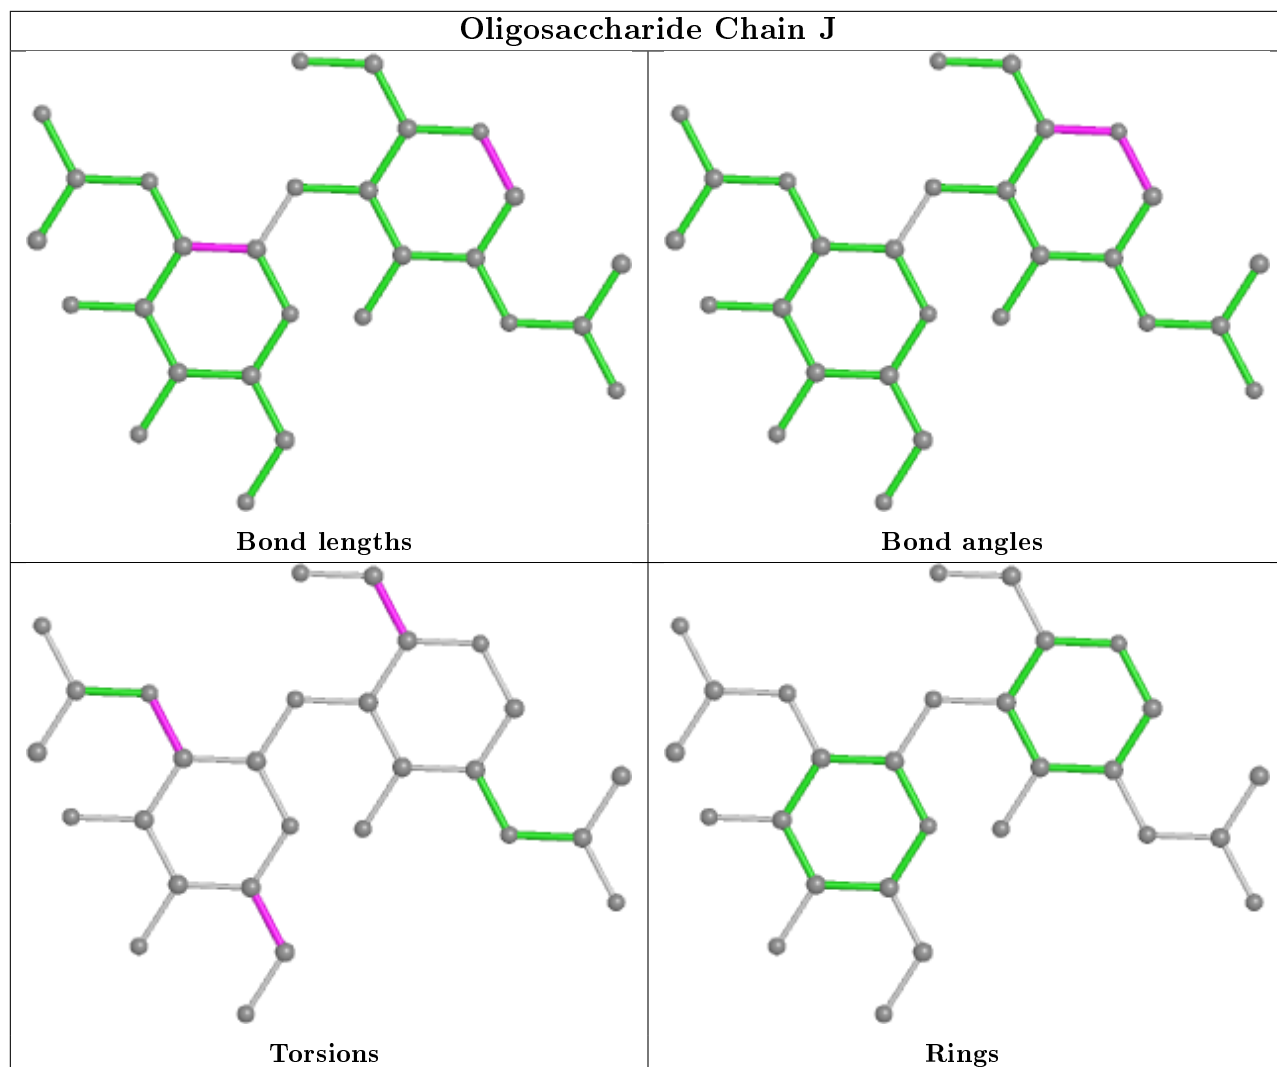 Oligosaccharide Chain J
Bond lengths
Bond angles
Torsions
Rings